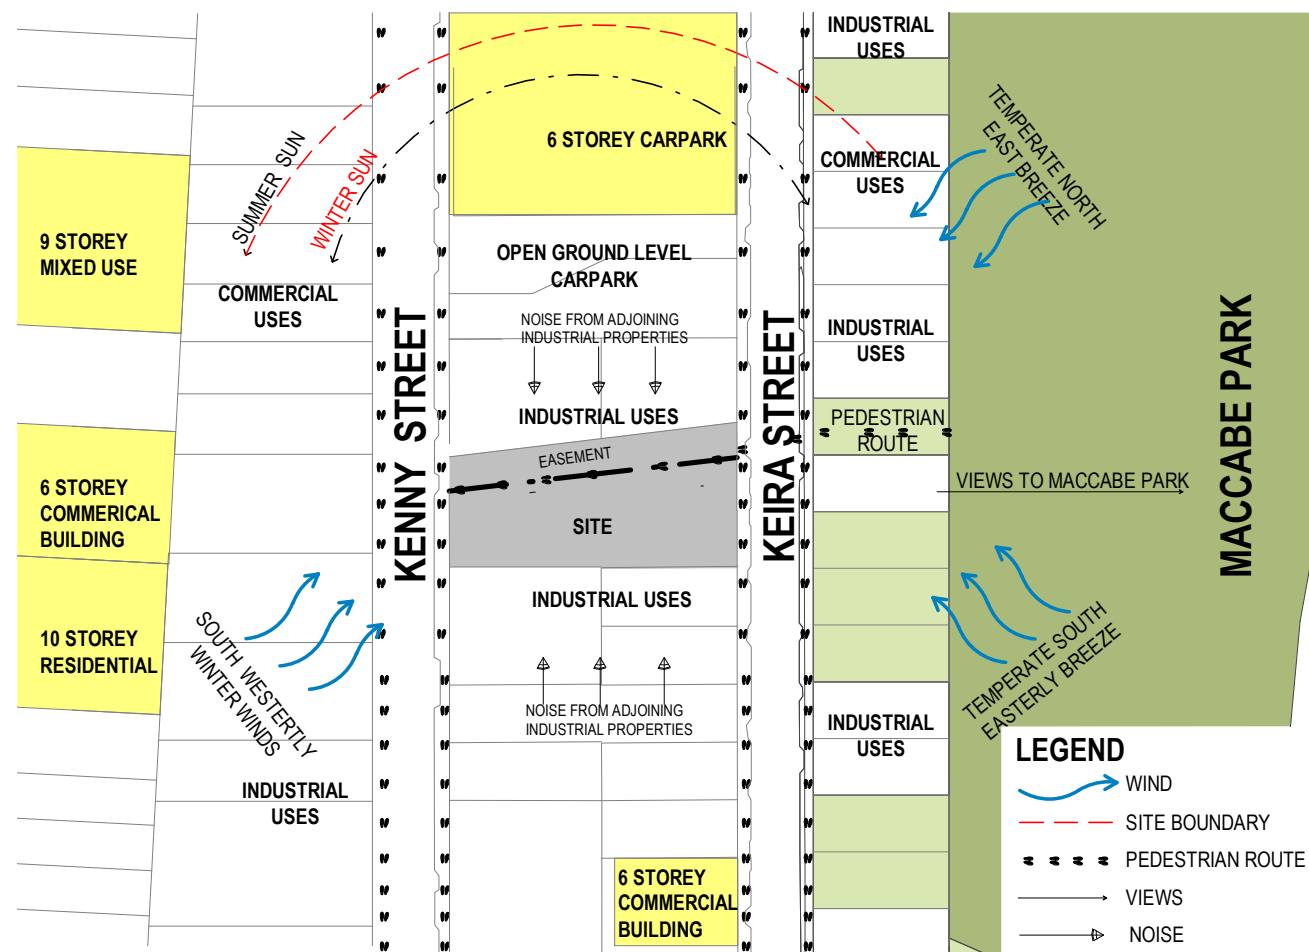 INDUSTRIAL
USES
6 STOREY CARPARK
TEMPERATE NORTH
EAST BREEZE
COMMERCIAL
USES
SUMMER SUN
WINTER SUN
9 STOREY
MIXED USE
OPEN GROUND LEVEL
CARPARK
COMMERCIAL
USES
NOISE FROM ADJOINING
INDUSTRIAL PROPERTIES
INDUSTRIAL
USES
KENNY STREET
KEIRA STREET
MACCABE PARK
INDUSTRIAL USES
PEDESTRIAN
ROUTE
EASEMENT
VIEWS TO MACCABE PARK
6 STOREY
COMMERICAL
BUILDING
SITE
INDUSTRIAL USES
10 STOREY
RESIDENTIAL
SOUTH WESTERTLY
WINTER WINDS
TEMPERATE SOUTH
EASTERLY BREEZE
NOISE FROM ADJOINING
INDUSTRIAL PROPERTIES
INDUSTRIAL
USES
INDUSTRIAL
USES
6 STOREY
COMMERCIAL
BUILDING
LEGEND
WIND
SITE BOUNDARY
PEDESTRIAN ROUTE
VIEWS
NOISE